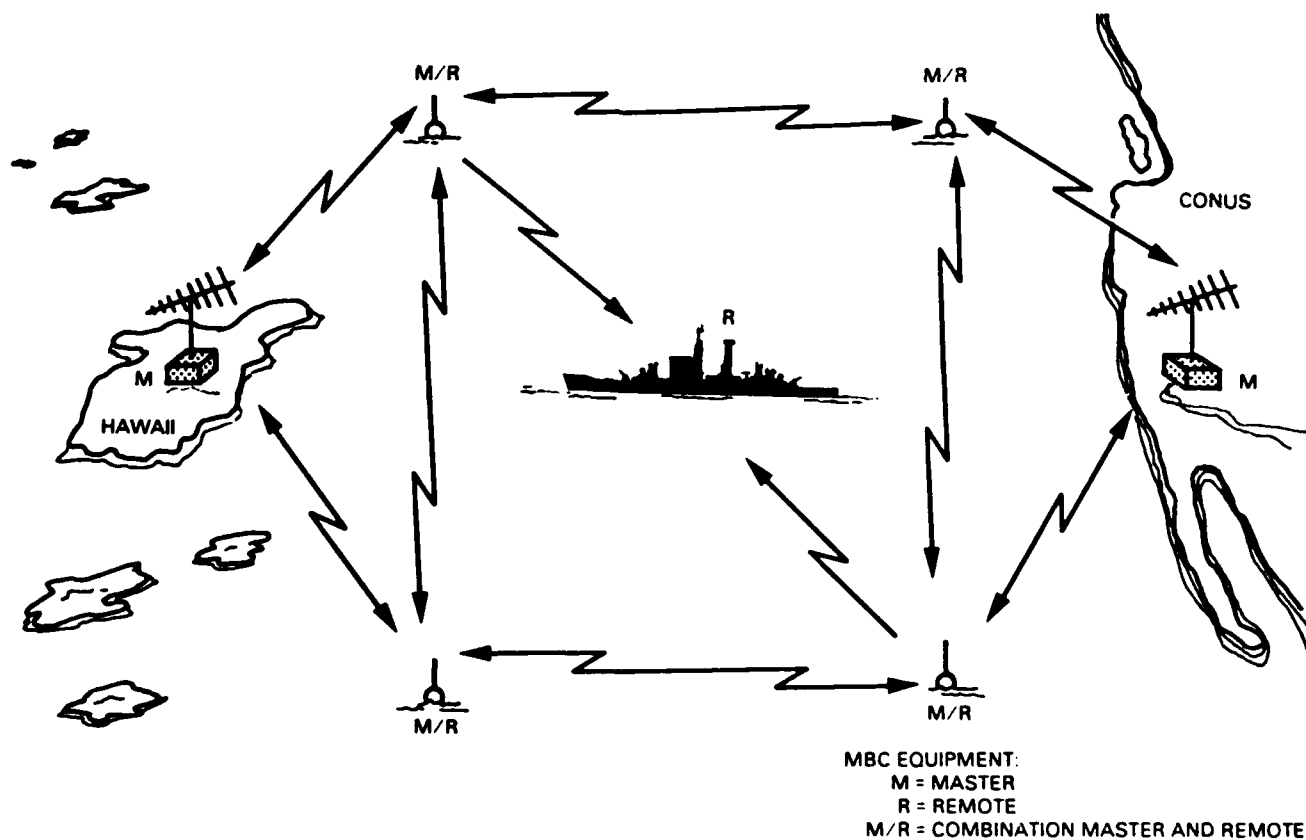 M/R
M/R
CONUS
R
M
M
HAWAII
M/R
M/R
MBC EQUIPMENT:
M = MASTER
R = REMOTE
M/R = COMBINATION MASTER AND REMOTE